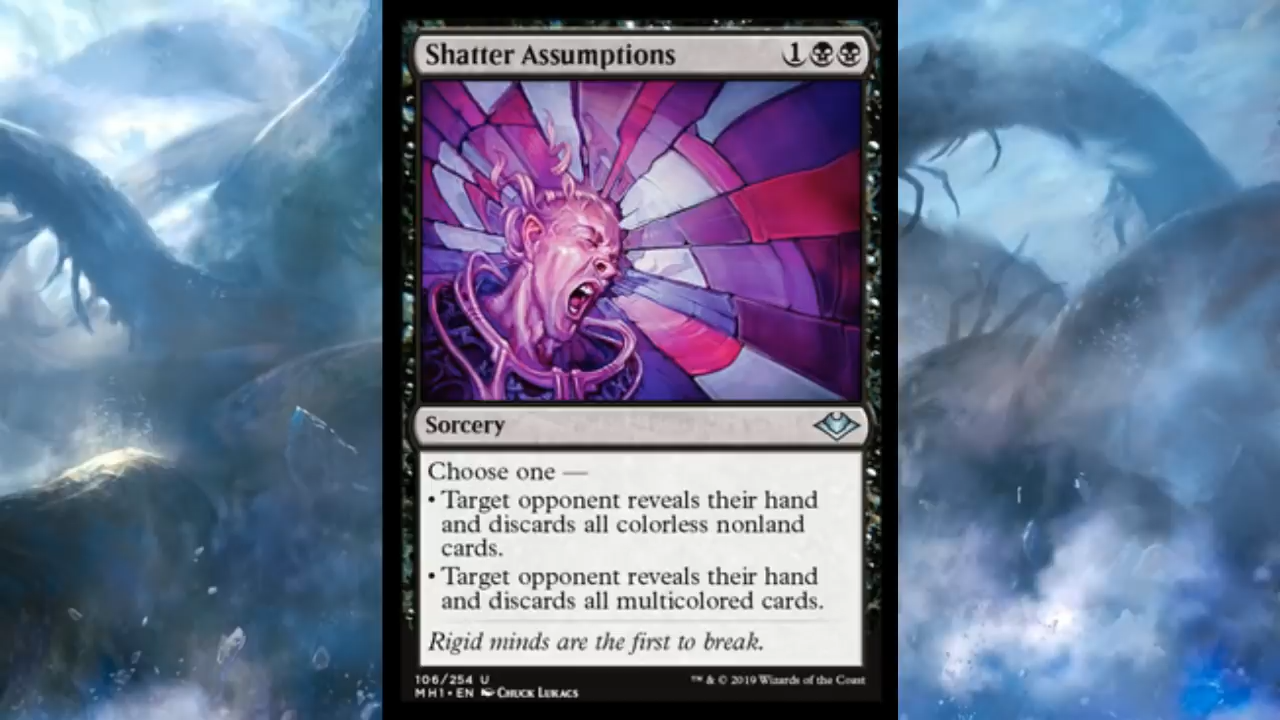 Shatter Assumptions 1
Sorcery
Choose one —
• Target opponent reveals their hand
and discards all colorless nonland
cards.
• Target opponent reveals their hand
and discards all multicolored cards.
Rigid minds are the first to break.
106/254 U
MH1 • EN Chuck Lukacs
™ & © 2019 Wizards of the Coast